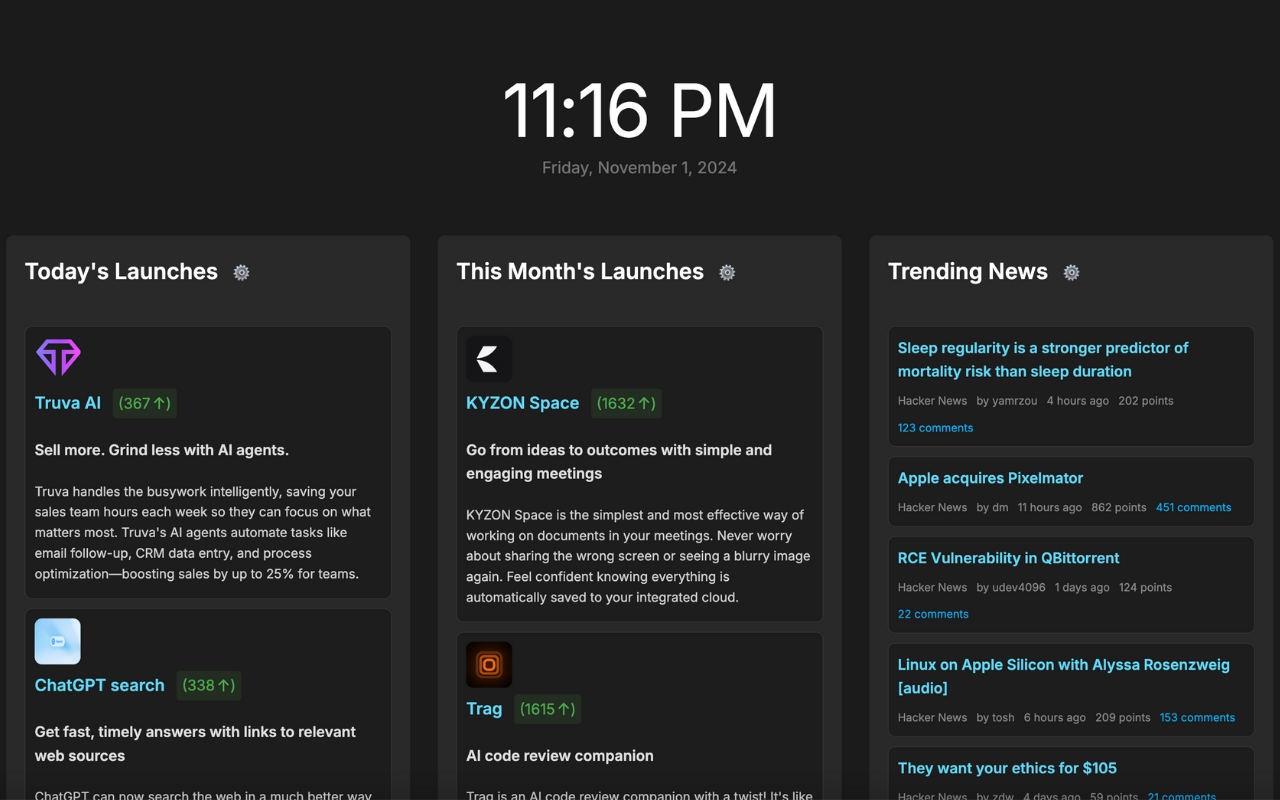 11:16 PM
Friday, November 1, 2024
Today's Launches
Truva AI (367↑)
Sell more. Grind less with AI agents.
Truva handles the busywork intelligently, saving your
sales team hours each week so they can focus on what
matters most. Truva's AI agents automate tasks like
email follow-up, CRM data entry, and process
optimization—boosting sales by up to 25% for teams.
ChatGPT search (338↑)
Get fast, timely answers with links to relevant
web sources
ChatGPT can now search the web in a much better way
This Month's Launches
KYZON Space (1632↑)
Go from ideas to outcomes with simple and
engaging meetings
KYZON Space is the simplest and most effective way of
working on documents in your meetings. Never worry
about sharing the wrong screen or seeing a blurry image
again. Feel confident knowing everything is
automatically saved to your integrated cloud.
Trag (1615↑)
AI code review companion
Trag is an AI code review companion with a twist! It's like
Trending News
Sleep regularity is a stronger predictor of
mortality risk than sleep duration
Hacker News by yamrzou 4 hours ago 202 points
123 comments
Apple acquires Pixelmator
Hacker News by dm 11 hours ago 862 points 451 comments
RCE Vulnerability in QBittorrent
Hacker News by udev4096 1 days ago 124 points
22 comments
Linux on Apple Silicon with Alyssa Rosenzweig
[audio]
Hacker News by tosh 6 hours ago 209 points 153 comments
They want your ethics for $105
Hacker News by zdw 4 days ago 59 points 21 comments